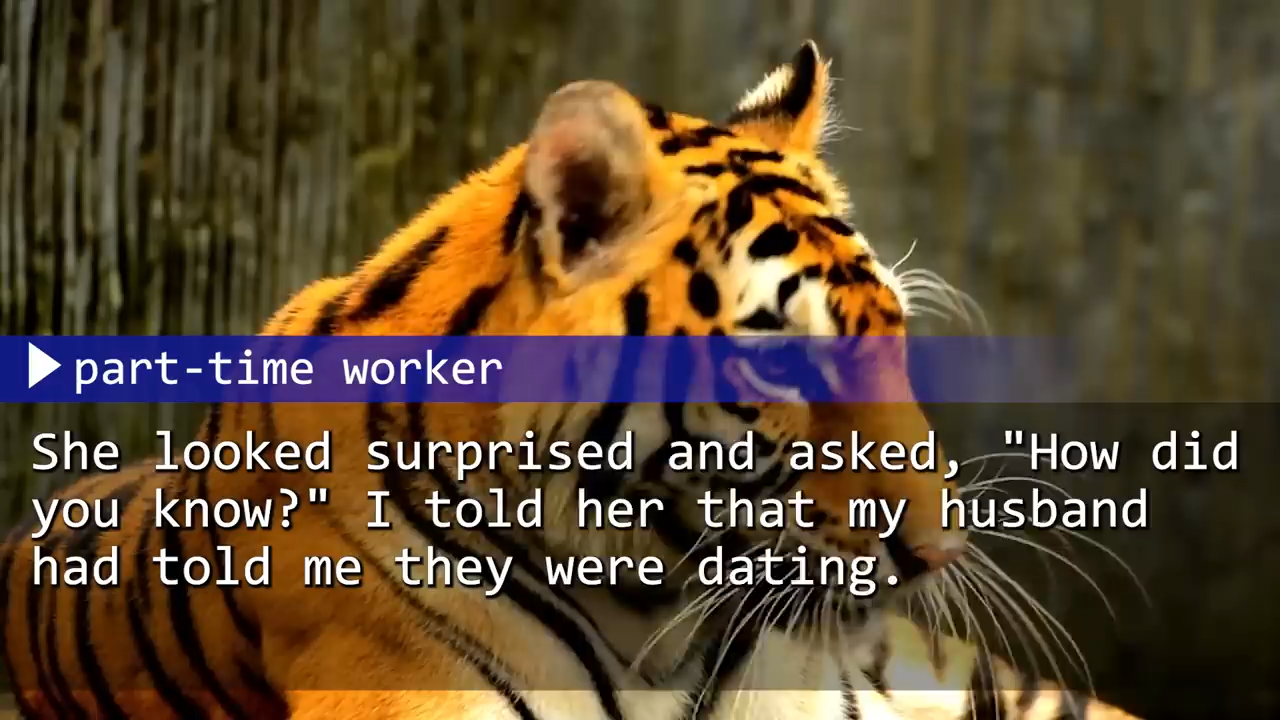 part-time worker
She looked surprised and asked, "How did
you know?" I told her that my husband
had told me they were dating.